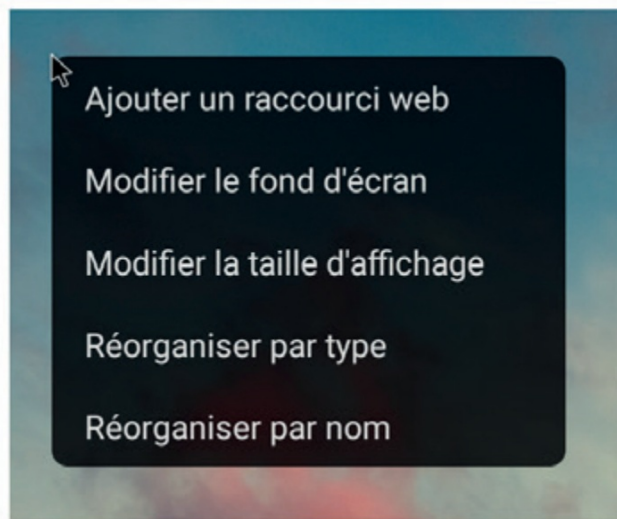 Ajouter un raccourci web
Modifier le fond d'écran
Modifier la taille d'affichage
Réorganiser par type
Réorganiser par nom